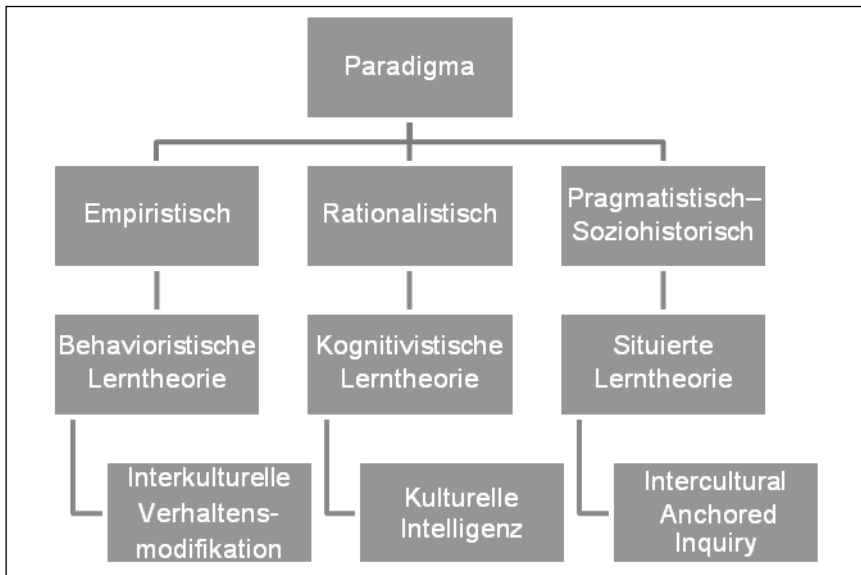 Paradigma
Empiristisch
Rationalistisch
Pragmatistisch–
Soziohistorisch
Behavioristische
Lerntheorie
Kognitivistische
Lerntheorie
Situierte
Lerntheorie
Interkulturelle
Verhaltens-
modifikation
Kulturelle
Intelligenz
Intercultural
Anchored
Inquiry